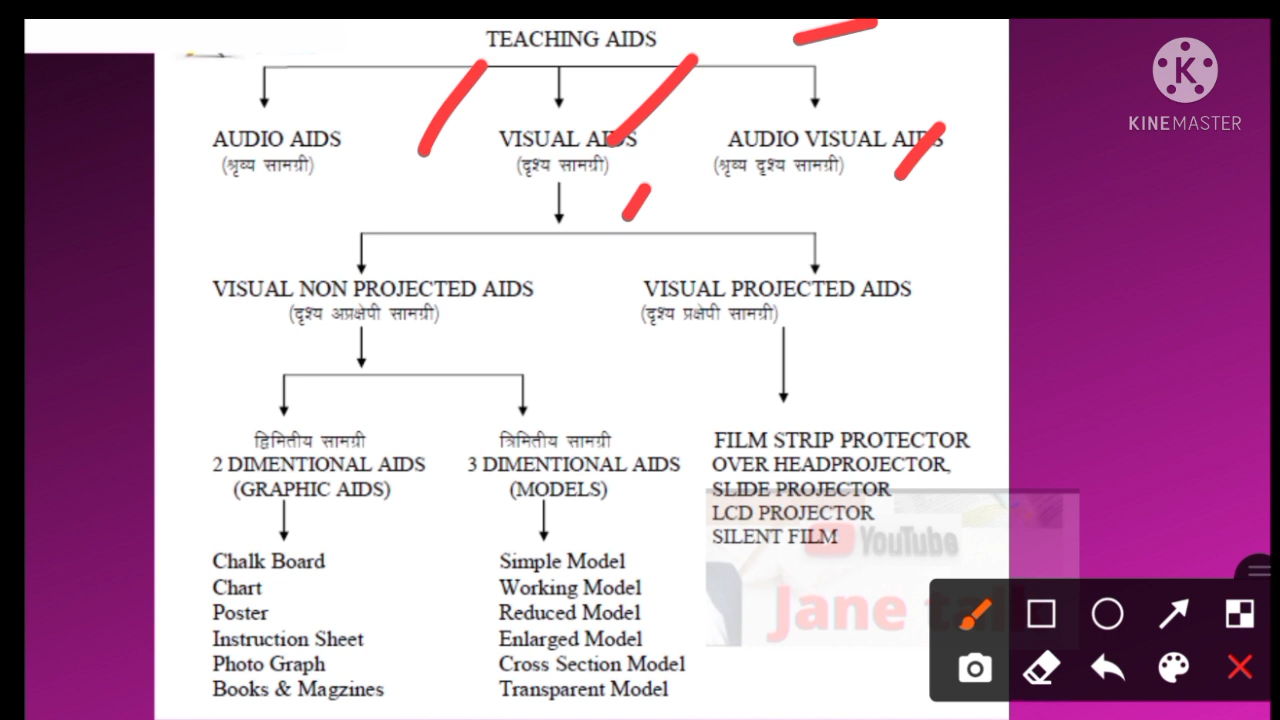 TEACHING AIDS
KINEMASTER
AUDIO AIDS
(श्रृव्य सामग्री)
VISUAL AIDS
(दृश्य सामग्री)
AUDIO VISUAL AIDS
(श्रृव्य दृश्य सामग्री)
VISUAL NON PROJECTED AIDS
(दृश्य अप्रक्षेपी सामग्री)
VISUAL PROJECTED AIDS
(दृश्य प्रक्षेपी सामग्री)
द्विमितीय सामग्री
2 DIMENTIONAL AIDS
(GRAPHIC AIDS)
त्रिमितीय सामग्री
3 DIMENTIONAL AIDS
(MODELS)
FILM STRIP PROTECTOR
OVER HEADPROJECTOR,
SLIDE PROJECTOR
LCD PROJECTOR
SILENT FILM
Chalk Board
Chart
Poster
Instruction Sheet
Photo Graph
Books & Magzines
Simple Model
Working Model
Reduced Model
Enlarged Model
Cross Section Model
Transparent Model
YouTube
Jane